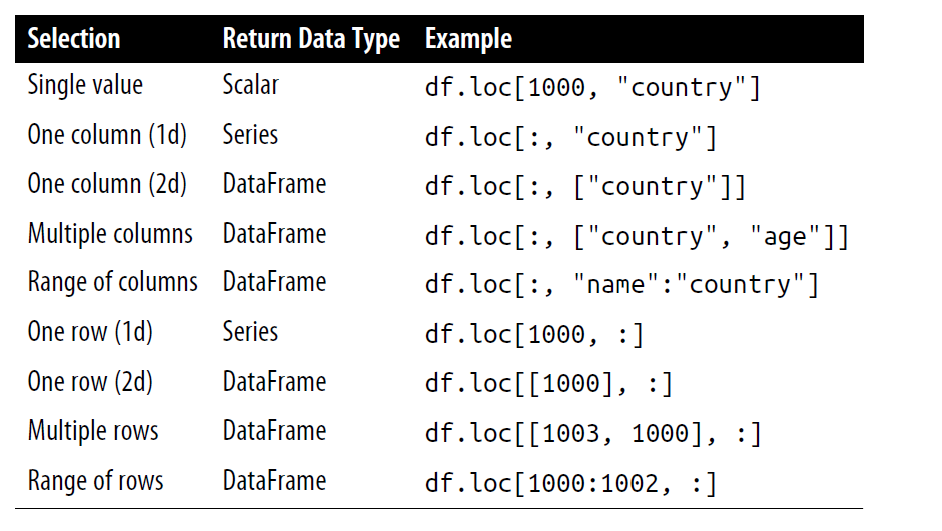 Selection Return Data Type Example
Single value Scalar df.loc[1000, "country"]
One column (1d) Series df.loc[:, "country"]
One column (2d) DataFrame df.loc[:, ["country"]]
Multiple columns DataFrame df.loc[:, ["country", "age"]]
Range of columns DataFrame df.loc[:, "name":"country"]
One row (1d) Series df.loc[1000, :]
One row (2d) DataFrame df.loc[[1000], :]
Multiple rows DataFrame df.loc[[1003, 1000], :]
Range of rows DataFrame df.loc[1000:1002, :]